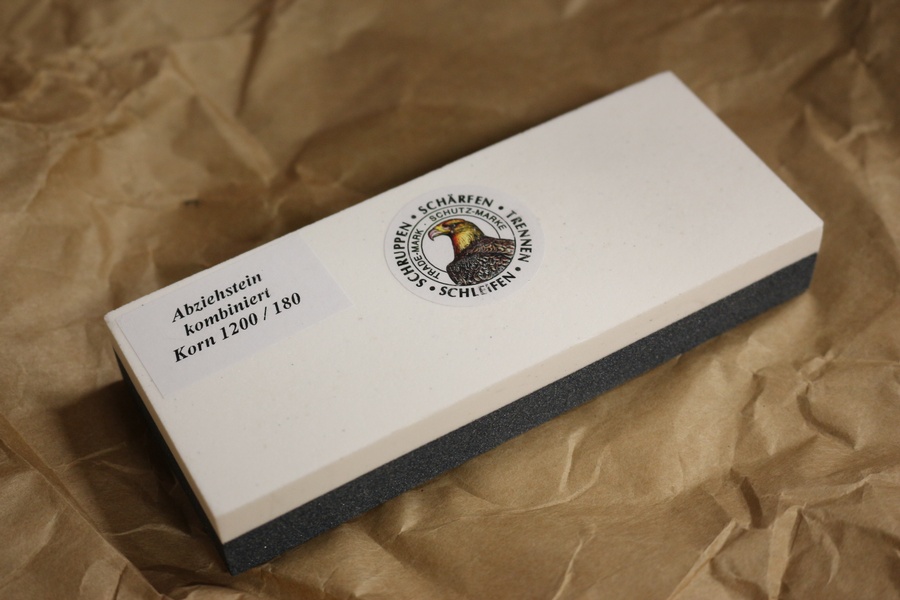 Abziehstein
kombiniert
Korn 1200 / 180
SCHRUPPEN • SCHÄRFEN • TRENNEN • SCHLEIFEN •
TRADE-MARK · SCHUTZ-MARKE